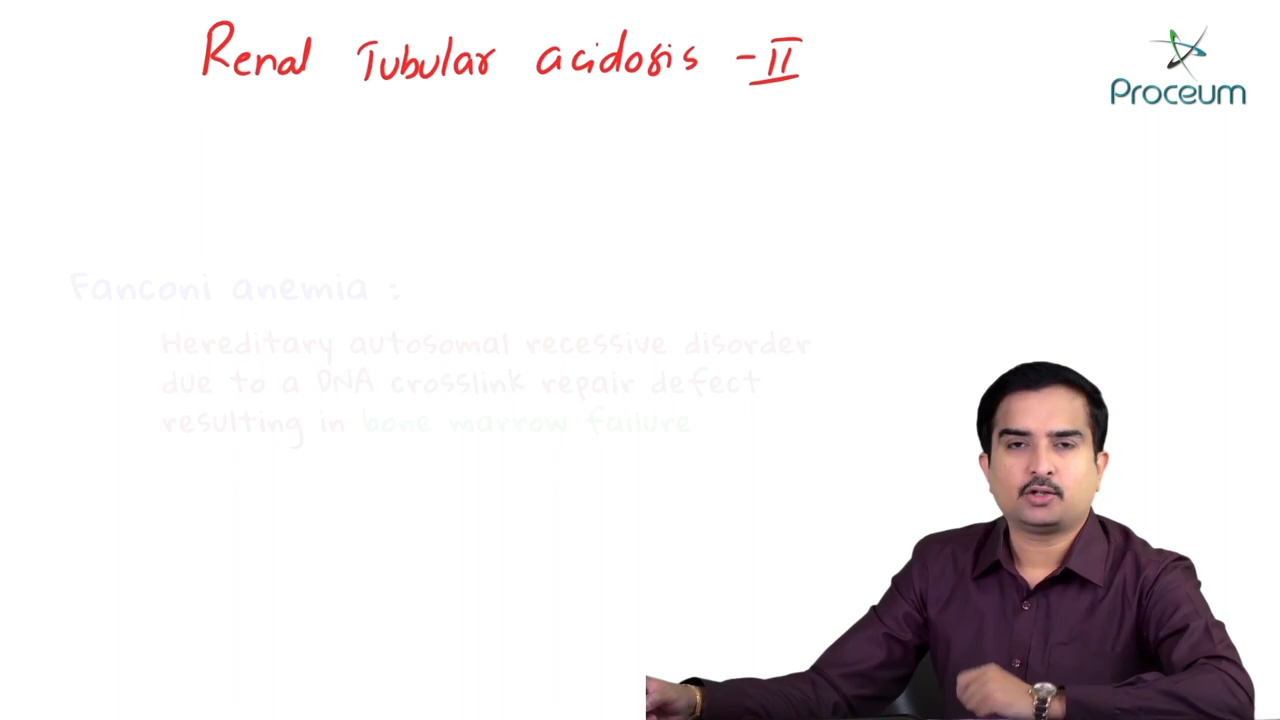 Renal Tubular acidosis - II
Proceum
Fanconi anemia :
Hereditary autosomal recessive disorder
due to a DNA crosslink repair defect
resulting in bone marrow failure